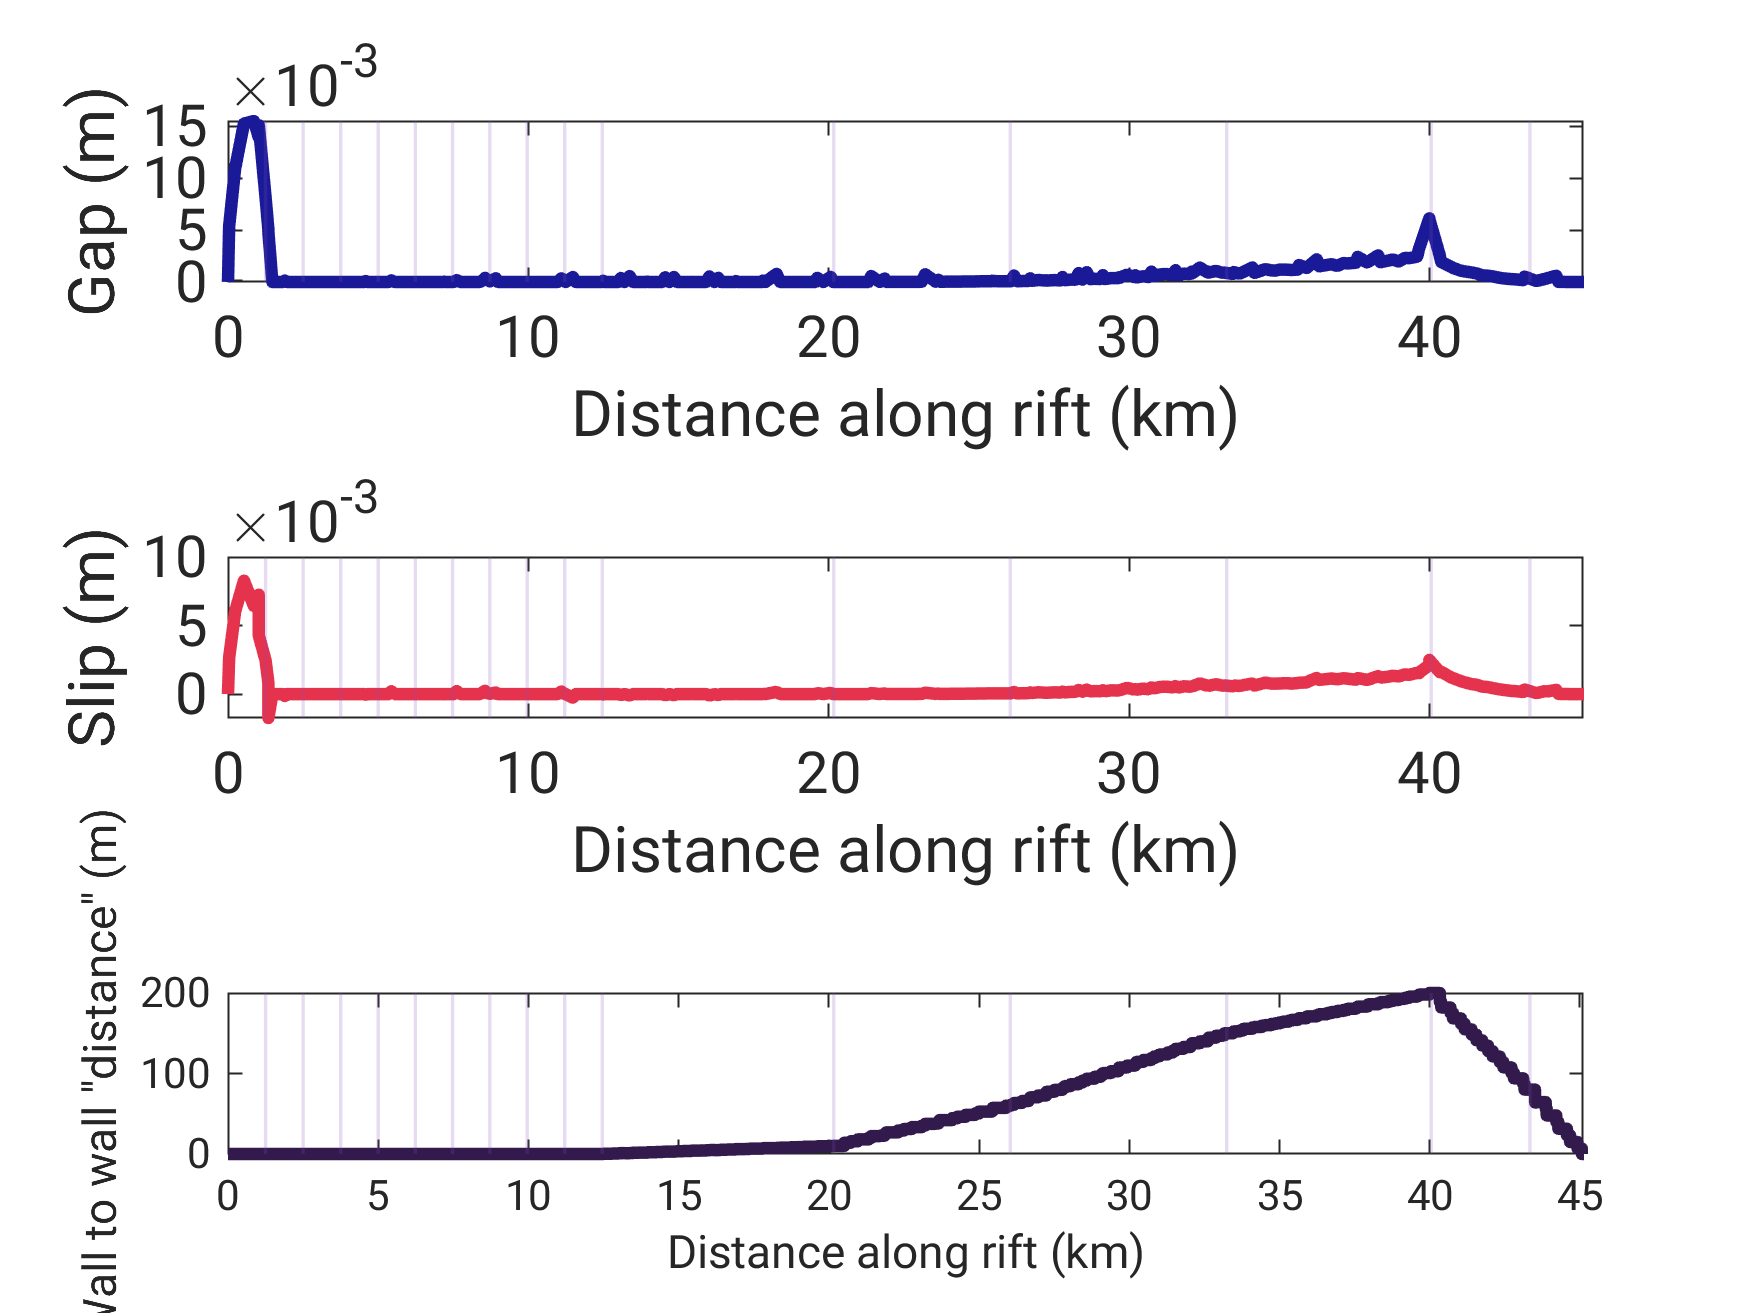 ×10-3
Gap (m)
15
10
5
0
0 10 20 30 40
Distance along rift (km)
×10-3
Slip (m)
10
5
0
0 10 20 30 40
Distance along rift (km)
to wall "distance" (m)
200
100
0
0 5 10 15 20 25 30 35 40 45
Distance along rift (km)